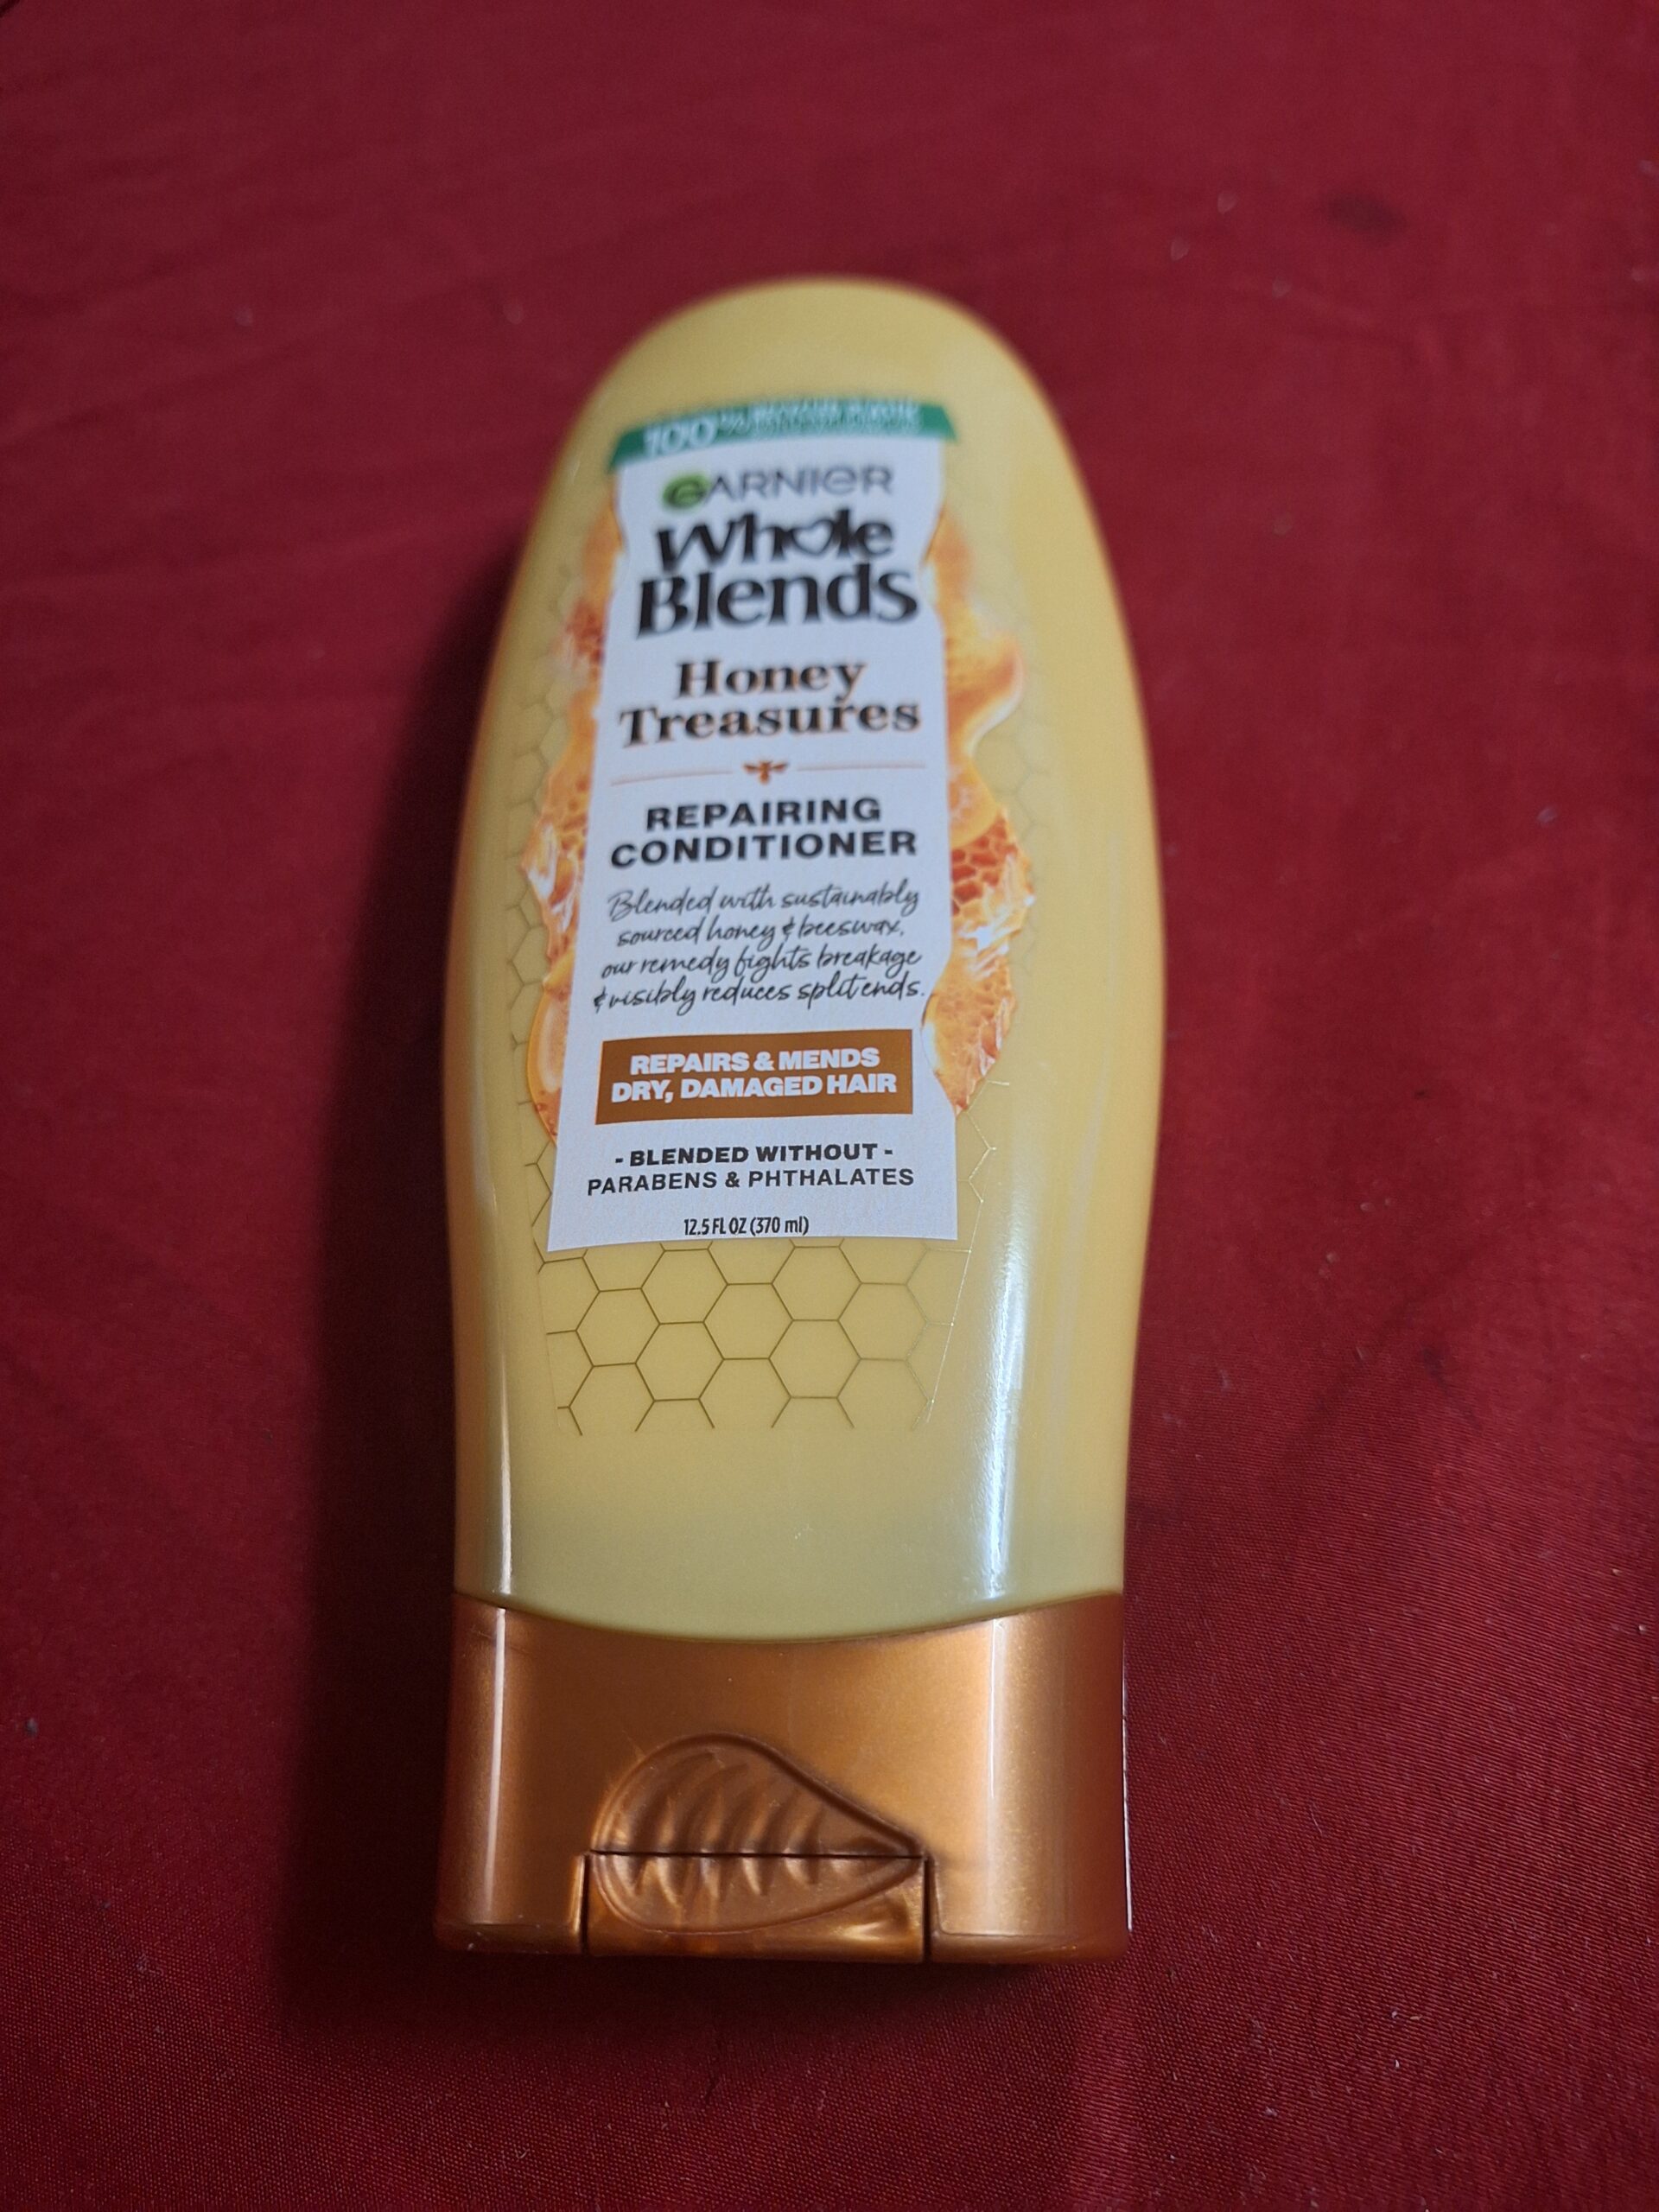 100%
GARNIER
Whole
Blends
Honey
Treasures
REPAIRING
CONDITIONER
Blended with sustainably
sourced honey & beeswax,
our remedy fights breakage
& visibly reduces split ends.
REPAIRS & MENDS
DRY, DAMAGED HAIR
- BLENDED WITHOUT -
PARABENS & PHTHALATES
12.5 FL OZ (370 ml)